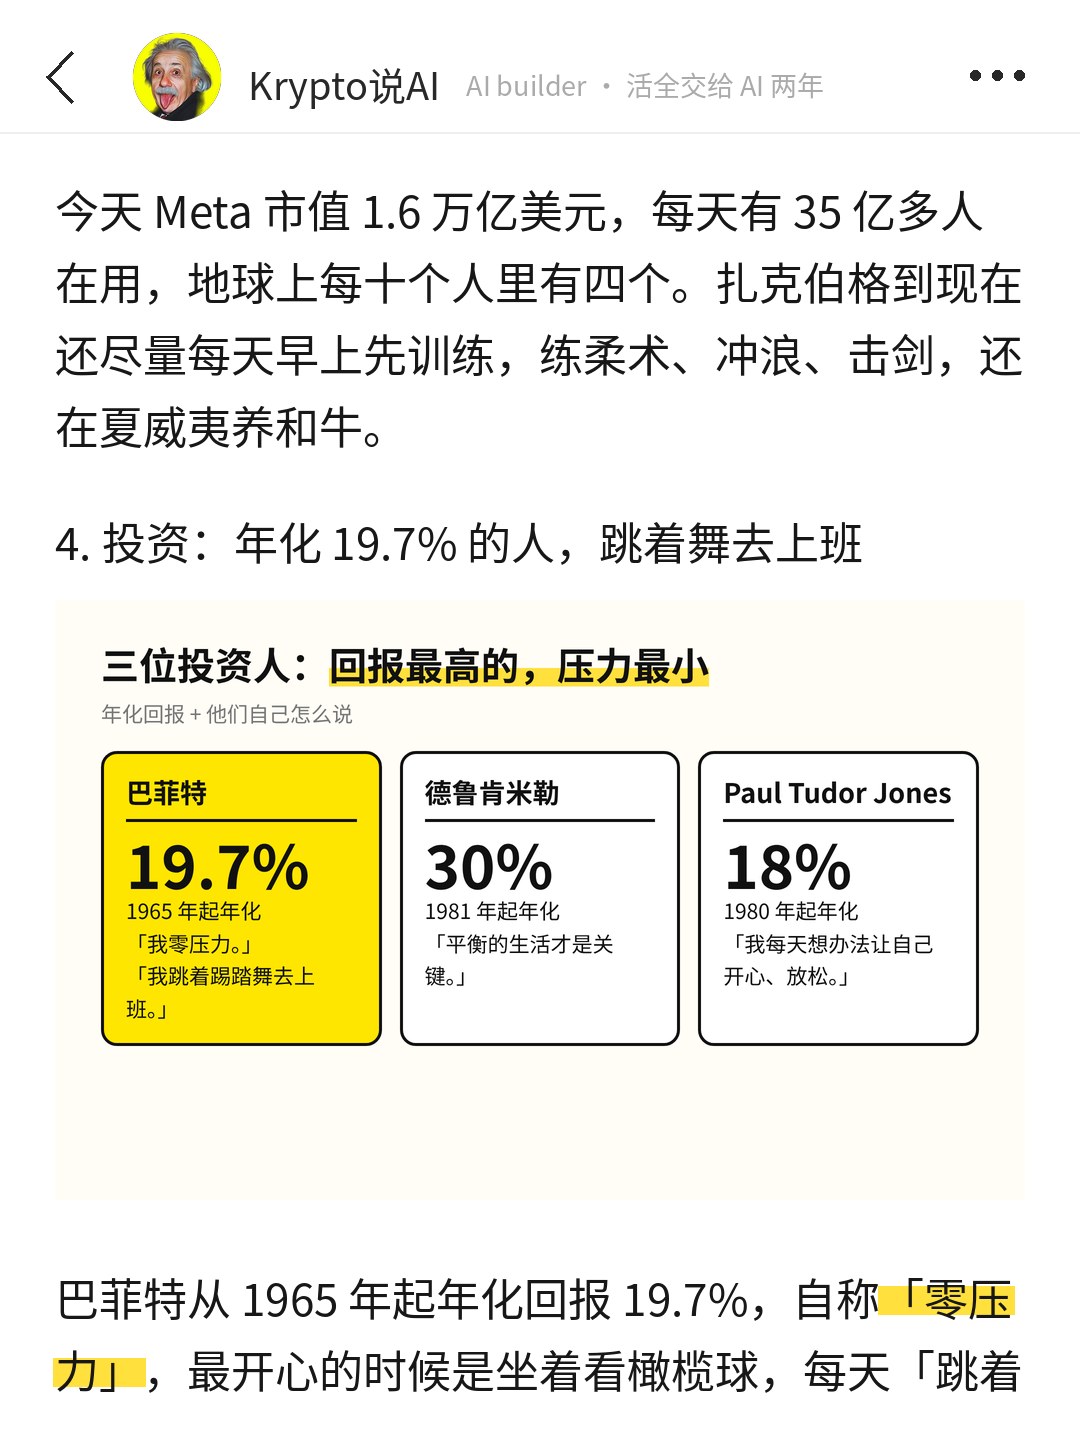 Krypto说AI AI builder · 活全交给 AI 两年
今天 Meta 市值 1.6 万亿美元，每天有 35 亿多人
在用，地球上每十个人里有四个。扎克伯格到现在
还尽量每天早上先训练，练柔术、冲浪、击剑，还
在夏威夷养和牛。
4. 投资：年化 19.7% 的人，跳着舞去上班
三位投资人：回报最高的，压力最小
年化回报 + 他们自己怎么说
巴菲特
19.7%
1965 年起年化
「我零压力。」
「我跳着踢踏舞去上
班。」
德鲁肯米勒
30%
1981 年起年化
「平衡的生活才是关
键。」
Paul Tudor Jones
18%
1980 年起年化
「我每天想办法让自己
开心、放松。」
巴菲特从 1965 年起年化回报 19.7%，自称「零压
力」，最开心的时候是坐着看橄榄球，每天「跳着